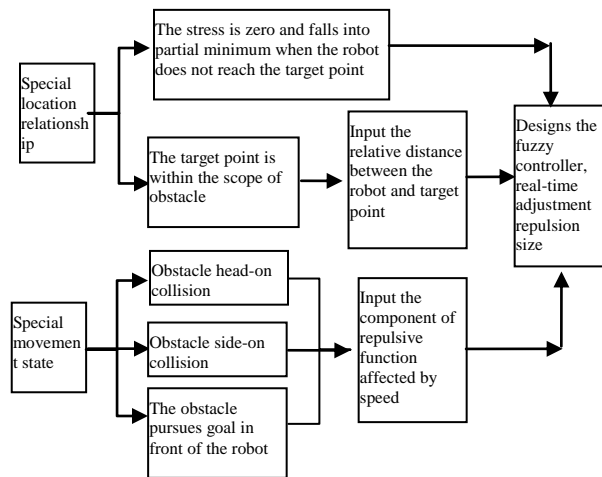 The stress is zero and falls into
partial minimum when the robot
does not reach the target point
Special
location
relationsh
ip
The target point is
within the scope of
obstacle
Input the
relative distance
between the
robot and target
point
Designs the
fuzzy
controller,
real-time
adjustment
repulsion
size
Special
movemen
t state
Obstacle head-on
collision
Obstacle side-on
collision
The obstacle
pursues goal in
front of the robot
Input the
component of
repulsive
function
affected by
speed